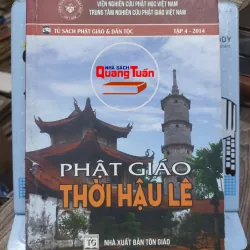 VIỆN NGHIÊN CỨU PHẬT HỌC VIỆT NAM
TRUNG TÂM NGHIÊN CỨU PHẬT GIÁO VIỆT NAM
TỦ SÁCH PHẬT GIÁO & DÂN TỘC TẬP 4 - 2014
NHÀ SÁCH
Quang Tuấn
PHẬT GIÁO
THỜI HẬU LÊ
NHÀ XUẤT BẢN TÔN GIÁO